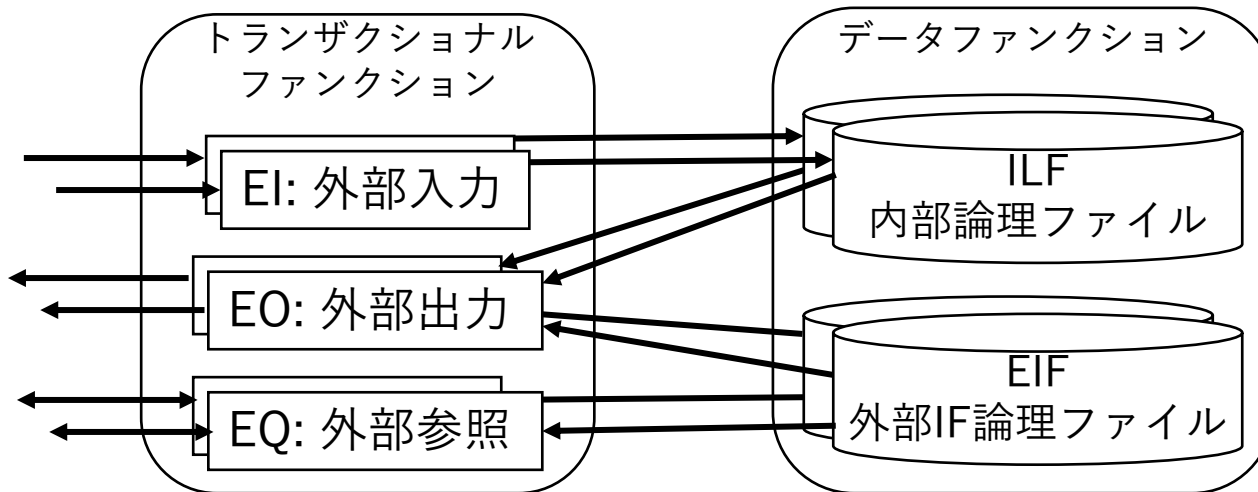 トランザクショナル
ファンクション
EI: 外部入力
EO: 外部出力
EQ: 外部参照
データファンクション
ILF
内部論理ファイル
EIF
外部IF論理ファイル